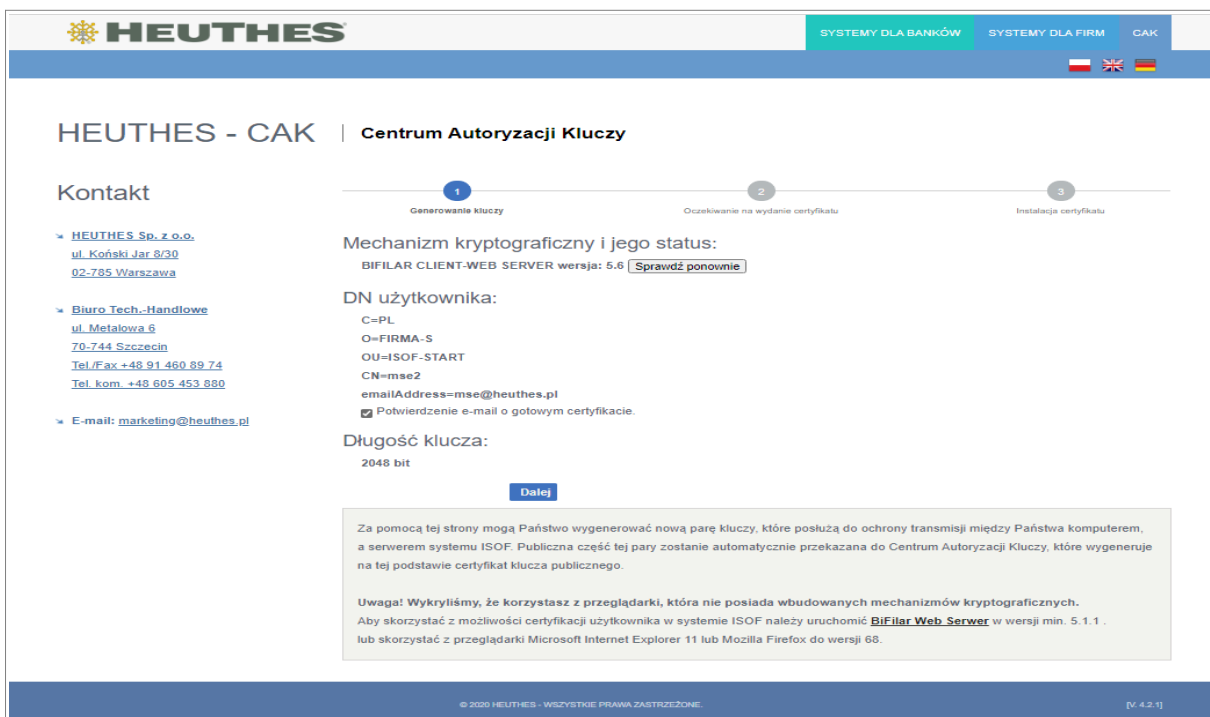 HEUTHES
SYSTEMY DLA BANKÓW
SYSTEMY DLA FIRM
CAK
HEUTHES - CAK
Centrum Autoryzacji Kluczy
Kontakt
HEUTHES Sp. z o.o.
ul. Koński Jar 8/30
02-785 Warszawa
Biuro Tech.-Handlowe
ul. Metalowa 6
70-744 Szczecin
Tel./Fax +48 91 460 89 74
Tel. kom. +48 605 453 880
E-mail: marketing@heuthes.pl
1
Generowanie kluczy
2
Oczekiwanie na wydanie certyfikatu
3
Instalacja certyfikatu
Mechanizm kryptograficzny i jego status:
BIFILAR CLIENT-WEB SERVER wersja: 5.6 Sprawdź ponownie
DN użytkownika:
C=PL
O=FIRMA-S
OU=ISOF-START
CN=mse2
emailAddress=mse@heuthes.pl
Potwierdzenie e-mail o gotowym certyfikacie.
Długość klucza:
2048 bit
Dalej
Za pomocą tej strony mogą Państwo wygenerować nową parę kluczy, które posłużą do ochrony transmisji między Państwa komputerem,
a serwerem systemu ISOF. Publiczna część tej pary zostanie automatycznie przekazana do Centrum Autoryzacji Kluczy, które wygeneruje
na tej podstawie certyfikat klucza publicznego.
Uwaga! Wykryliśmy, że korzystasz z przeglądarki, która nie posiada wbudowanych mechanizmów kryptograficznych.
Aby skorzystać z możliwości certyfikacji użytkownika w systemie ISOF należy uruchomić BiFilar Web Serwer w wersji min. 5.1.1 .
lub skorzystać z przeglądarki Microsoft Internet Explorer 11 lub Mozilla Firefox do wersji 68.
© 2020 HEUTHES - WSZYSTKIE PRAWA ZASTRZEŻONE.
[V. 4.2.1]